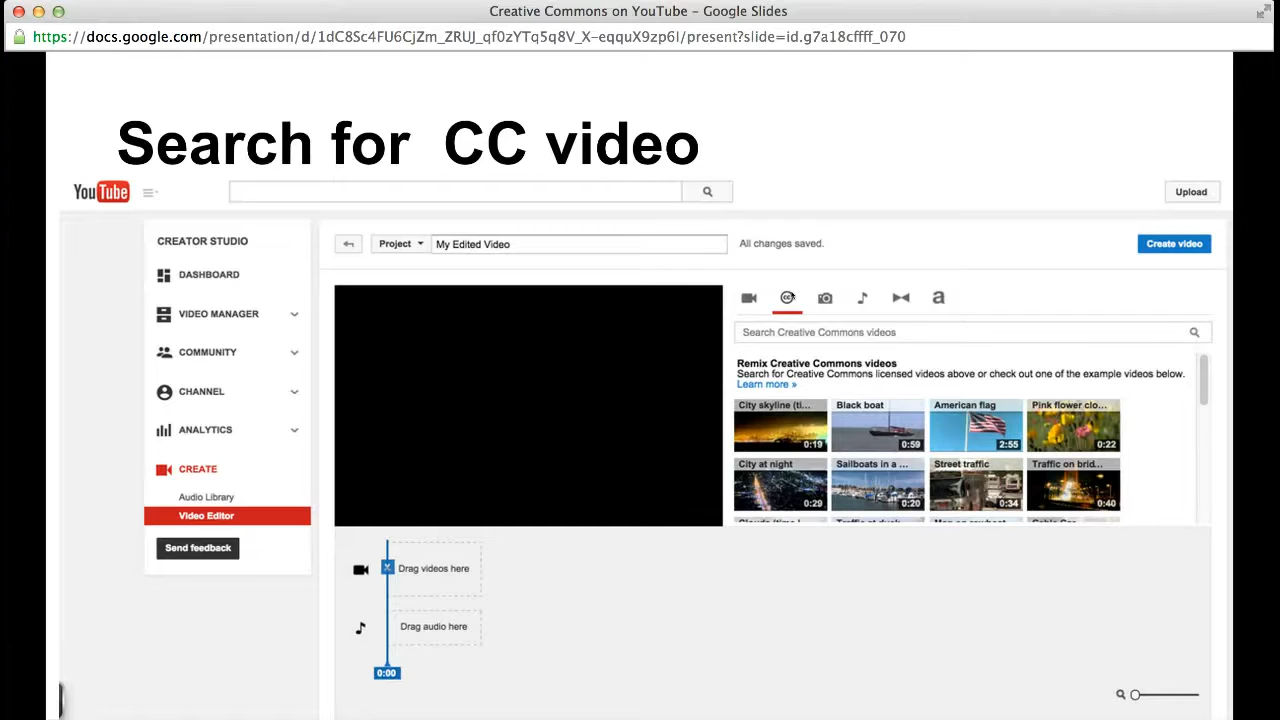 Creative Commons on YouTube – Google Slides
https://docs.google.com/presentation/d/1dC8Sc4FU6CjZm_ZRUJ_qf0zYTq5q8V_X-eqquX9zp6I/present?slide=id.g7a18cffff_070
Search for CC video
YouTube
Upload
CREATOR STUDIO
DASHBOARD
VIDEO MANAGER
COMMUNITY
CHANNEL
ANALYTICS
CREATE
Audio Library
Video Editor
Send feedback
Project My Edited Video All changes saved. Create video
cc a
Search Creative Commons videos
Remix Creative Commons videos
Search for Creative Commons licensed videos above or check out one of the example videos below.
Learn more »
City skyline (ti... Black boat American flag Pink flower clo...
0:19 0:59 2:55 0:22
City at night Sailboats in a ... Street traffic Traffic on brid...
0:29 0:20 0:34 0:40
Drag videos here
Drag audio here
0:00